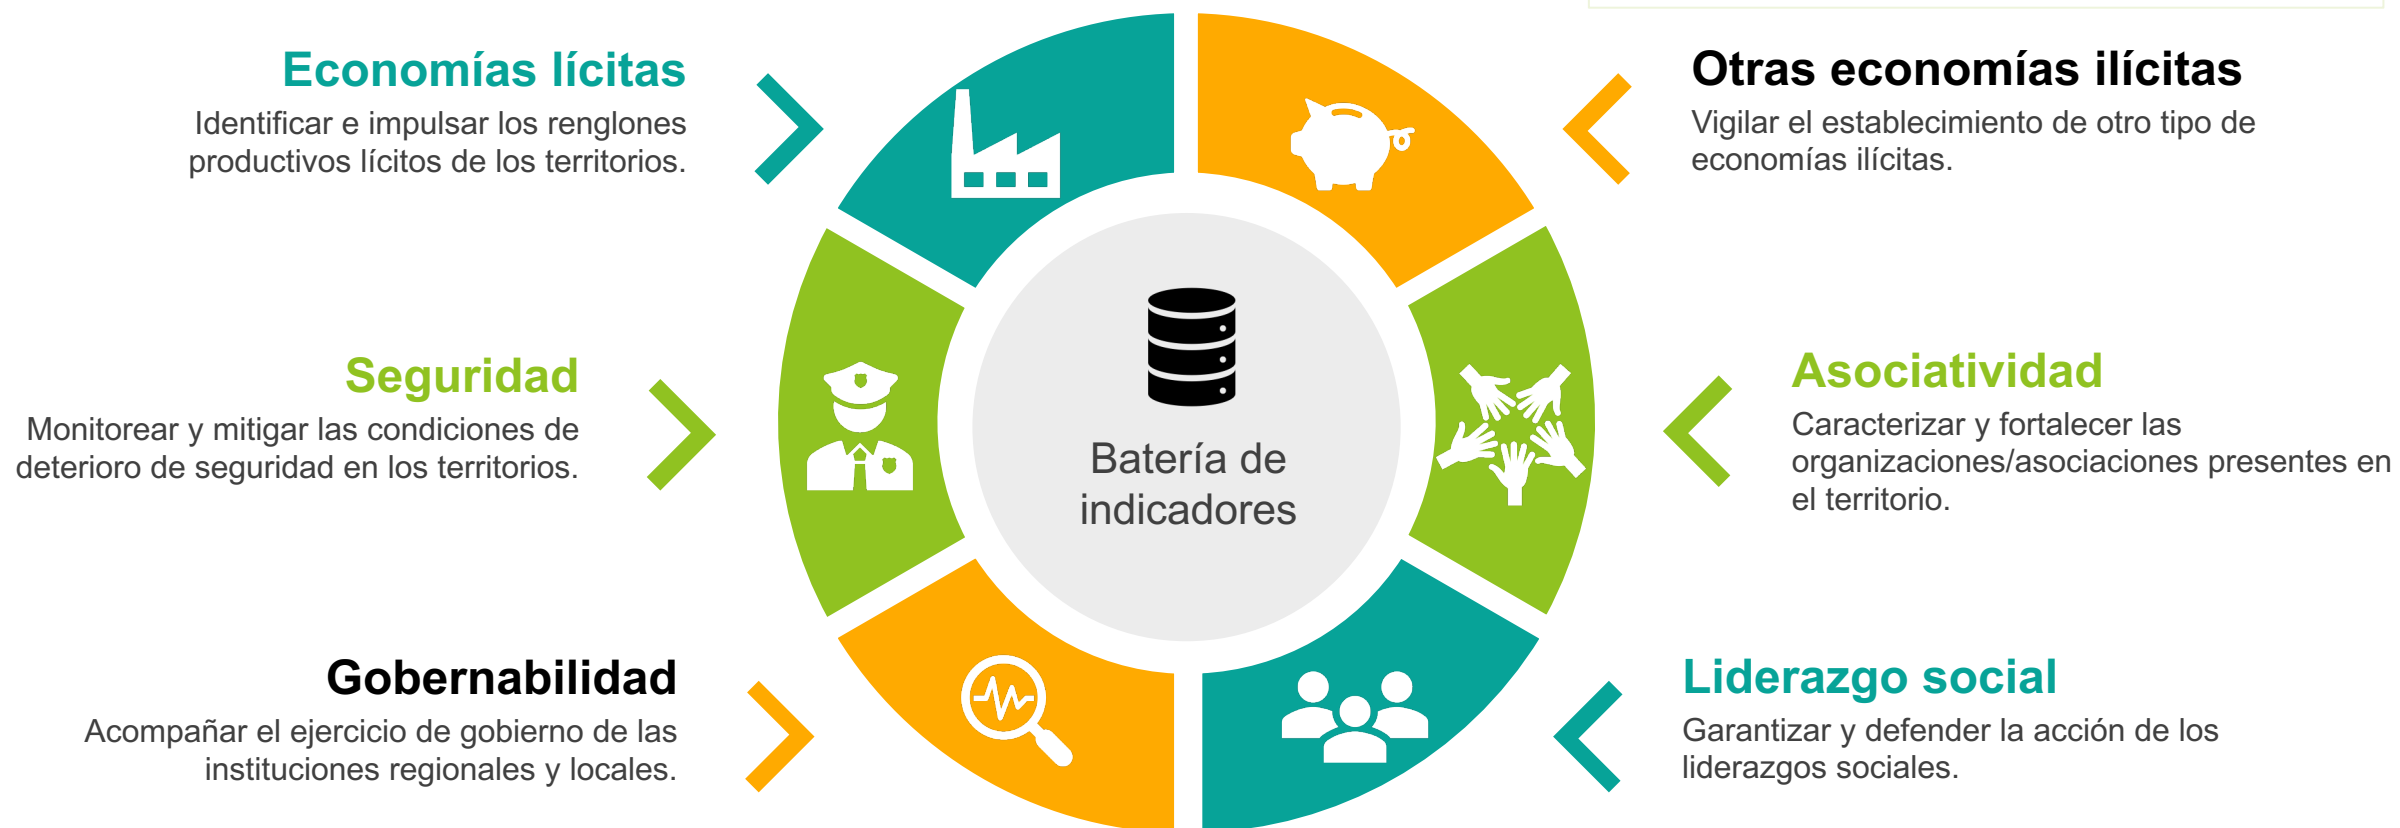 Economías lícitas
Identificar e impulsar los renglones
productivos lícitos de los territorios.
Otras economías ilícitas
Vigilar el establecimiento de otro tipo de
economías ilícitas.
Seguridad
Monitorear y mitigar las condiciones de
deterioro de seguridad en los territorios.
Batería de
indicadores
Asociatividad
Caracterizar y fortalecer las
organizaciones/asociaciones presentes en
el territorio.
Gobernabilidad
Acompañar el ejercicio de gobierno de las
instituciones regionales y locales.
Liderazgo social
Garantizar y defender la acción de los
liderazgos sociales.